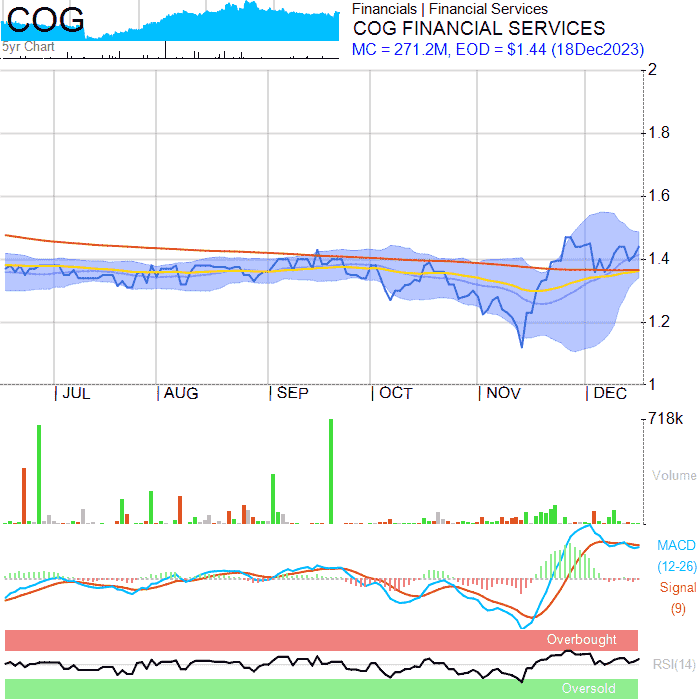 COG
5yr Chart
Financials | Financial Services
COG FINANCIAL SERVICES
MC = 271.2M, EOD = $1.44 (18Dec2023)
2
1.8
1.6
1.4
1.2
1
JUL AUG SEP OCT NOV DEC
718k
Volume
MACD
(12-26)
Signal
(9)
Overbought
RSI(14)
Oversold